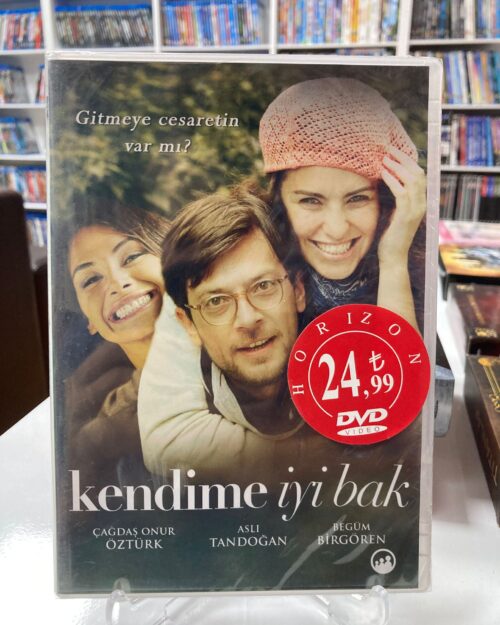 Gitmeye cesaretin
var mı?
HORIZON
24,99 ₺
DVD
VIDEO
kendime iyi bak
ÇAĞDAŞ ONUR
ÖZTÜRK
ASLI
TANDOĞAN
BEGÜM
BİRGÖREN